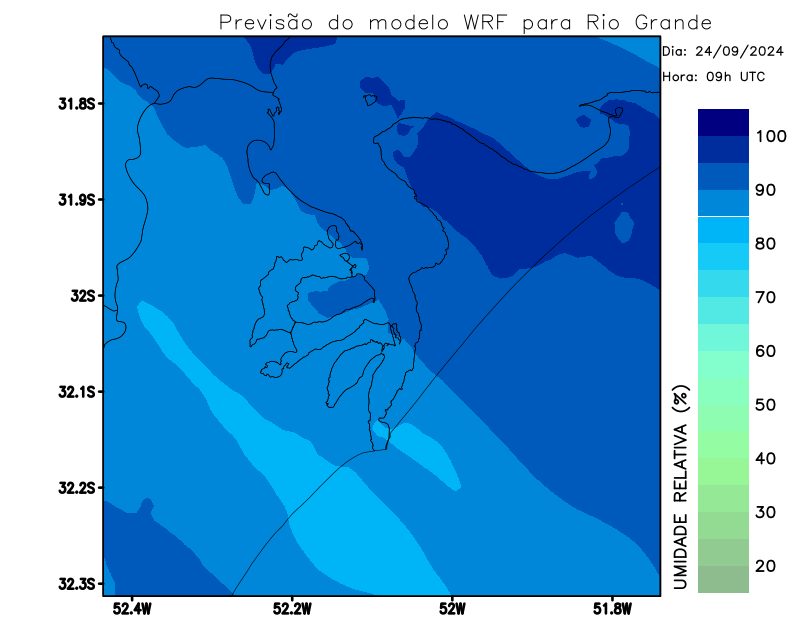 Previsão do modelo WRF para Rio Grande
Dia: 24/09/2024
Hora: 09h UTC
31.8S
31.9S
32S
32.1S
32.2S
32.3S
52.4W 52.2W 52W 51.8W
100
90
80
70
60
50
40
30
20
UMIDADE RELATIVA (%)